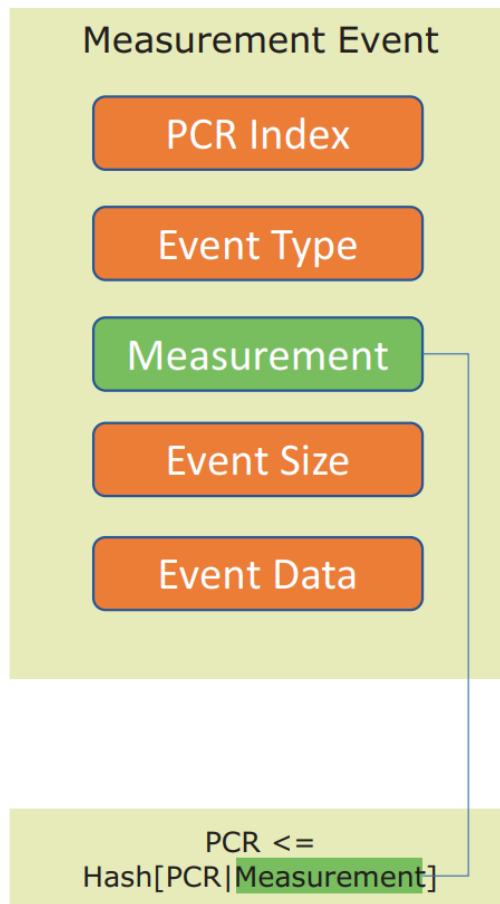 Measurement Event
PCR Index
Event Type
Measurement
Event Size
Event Data
PCR <=
Hash[PCR|Measurement]